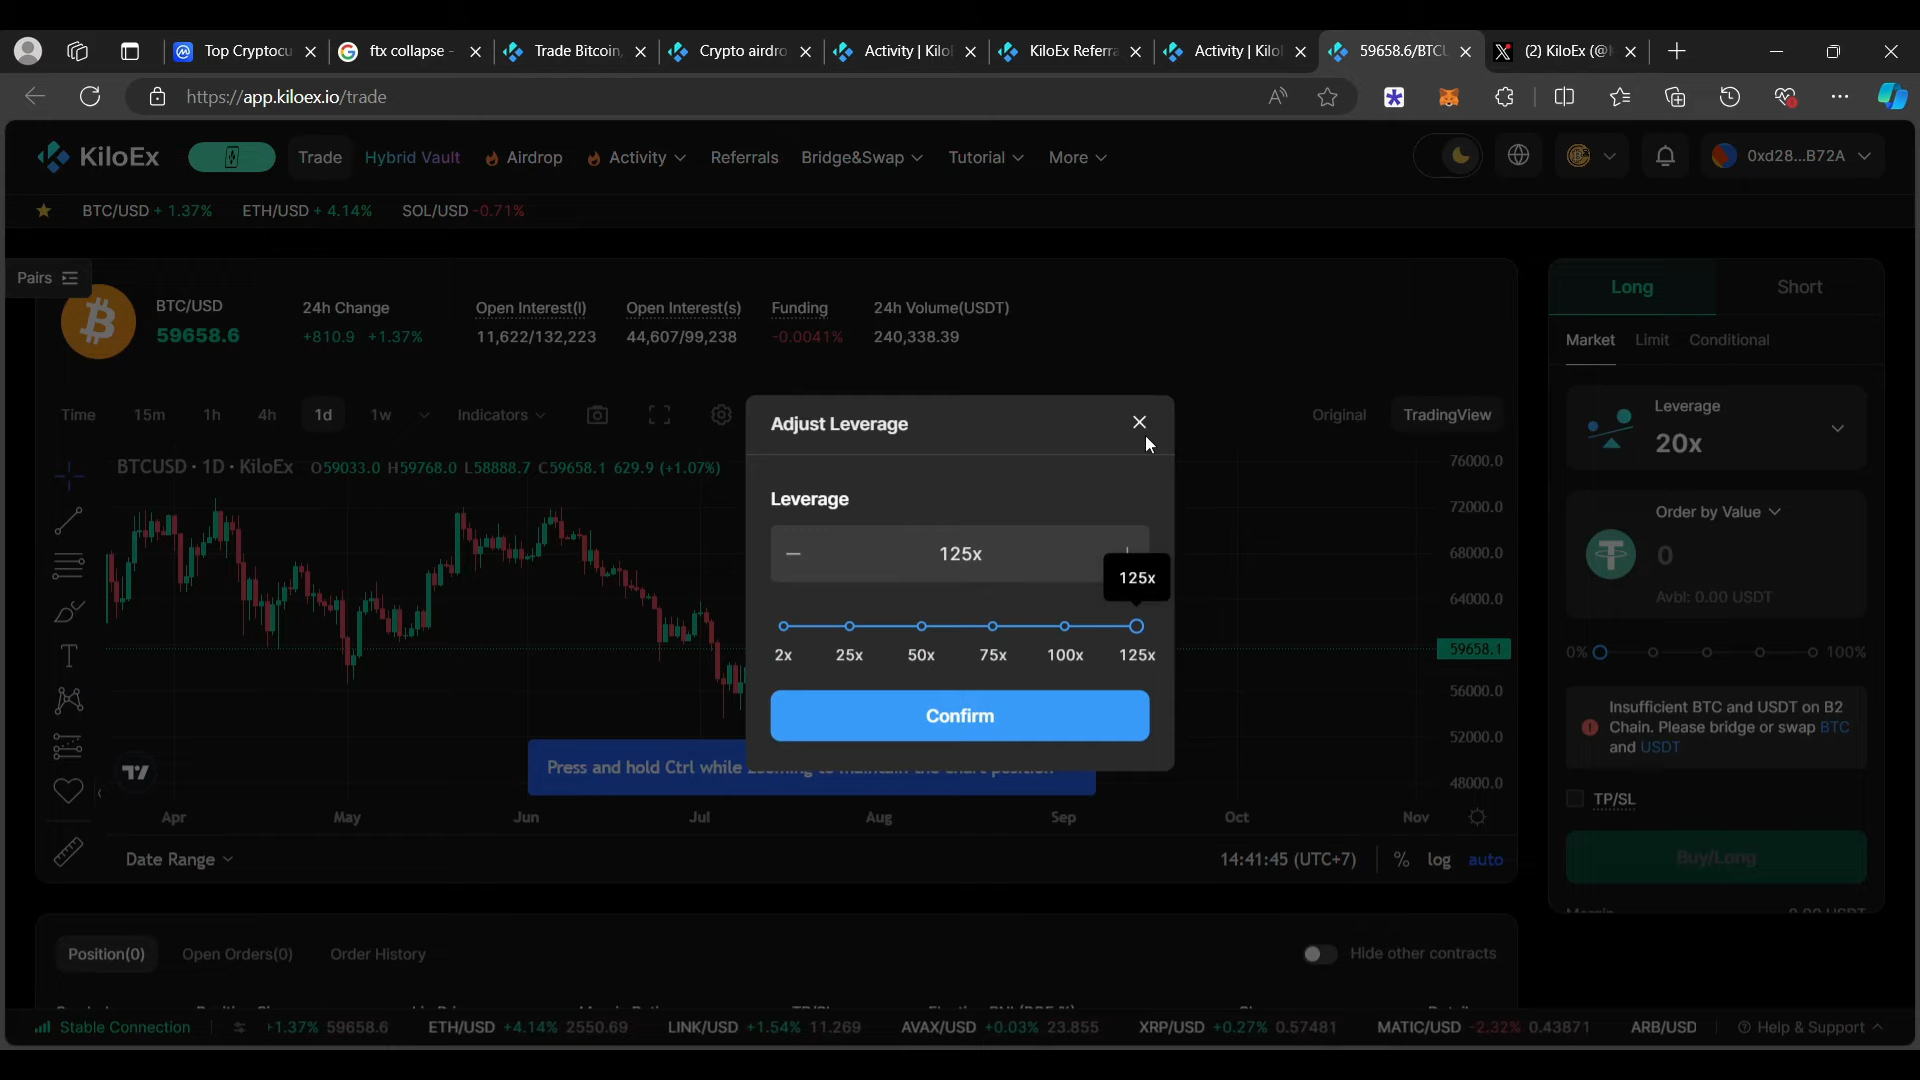 Top Cryptocu
ftx collapse -
Trade Bitcoin,
Crypto airdro
Activity | Kilo
KiloEx Referra
Activity | Kilo
59658.6/BTCU
(2) KiloEx (@
https://app.kiloex.io/trade
KiloEx
Trade
Hybrid Vault
Airdrop
Activity
Referrals
Bridge&Swap
Tutorial
More
0xd28...B72A
BTC/USD + 1.37%
ETH/USD + 4.14%
SOL/USD -0.71%
Pairs
BTC/USD
59658.6
24h Change
+810.9 +1.37%
Open Interest(l)
11,622/132,223
Open Interest(s)
44,607/99,238
Funding
-0.0041%
24h Volume(USDT)
240,338.39
Time 15m 1h 4h 1d 1w
Indicators
Original
TradingView
BTCUSD · 1D · KiloEx O59033.0 H59768.0 L58888.7 C59658.1 629.9 (+1.07%)
76000.0
72000.0
68000.0
64000.0
59658.1
56000.0
52000.0
48000.0
Press and hold Ctrl while zooming to maintain the chart position
Apr May Jun Jul Aug Sep Oct Nov
Date Range
14:41:45 (UTC+7)
% log auto
Adjust Leverage
Leverage
125x
125x
2x 25x 50x 75x 100x 125x
Confirm
Long
Short
Market Limit Conditional
Leverage
20x
Order by Value
0
Avbl: 0.00 USDT
0% 100%
Insufficient BTC and USDT on B2
Chain. Please bridge or swap BTC
and USDT
TP/SL
Buy/Long
Margin 0.00 USDT
Position(0)
Open Orders(0)
Order History
Hide other contracts
Stable Connection
+1.37% 59658.6
ETH/USD +4.14% 2550.69
LINK/USD +1.54% 11.269
AVAX/USD +0.03% 23.855
XRP/USD +0.27% 0.57481
MATIC/USD -2.32% 0.43871
ARB/USD
Help & Support